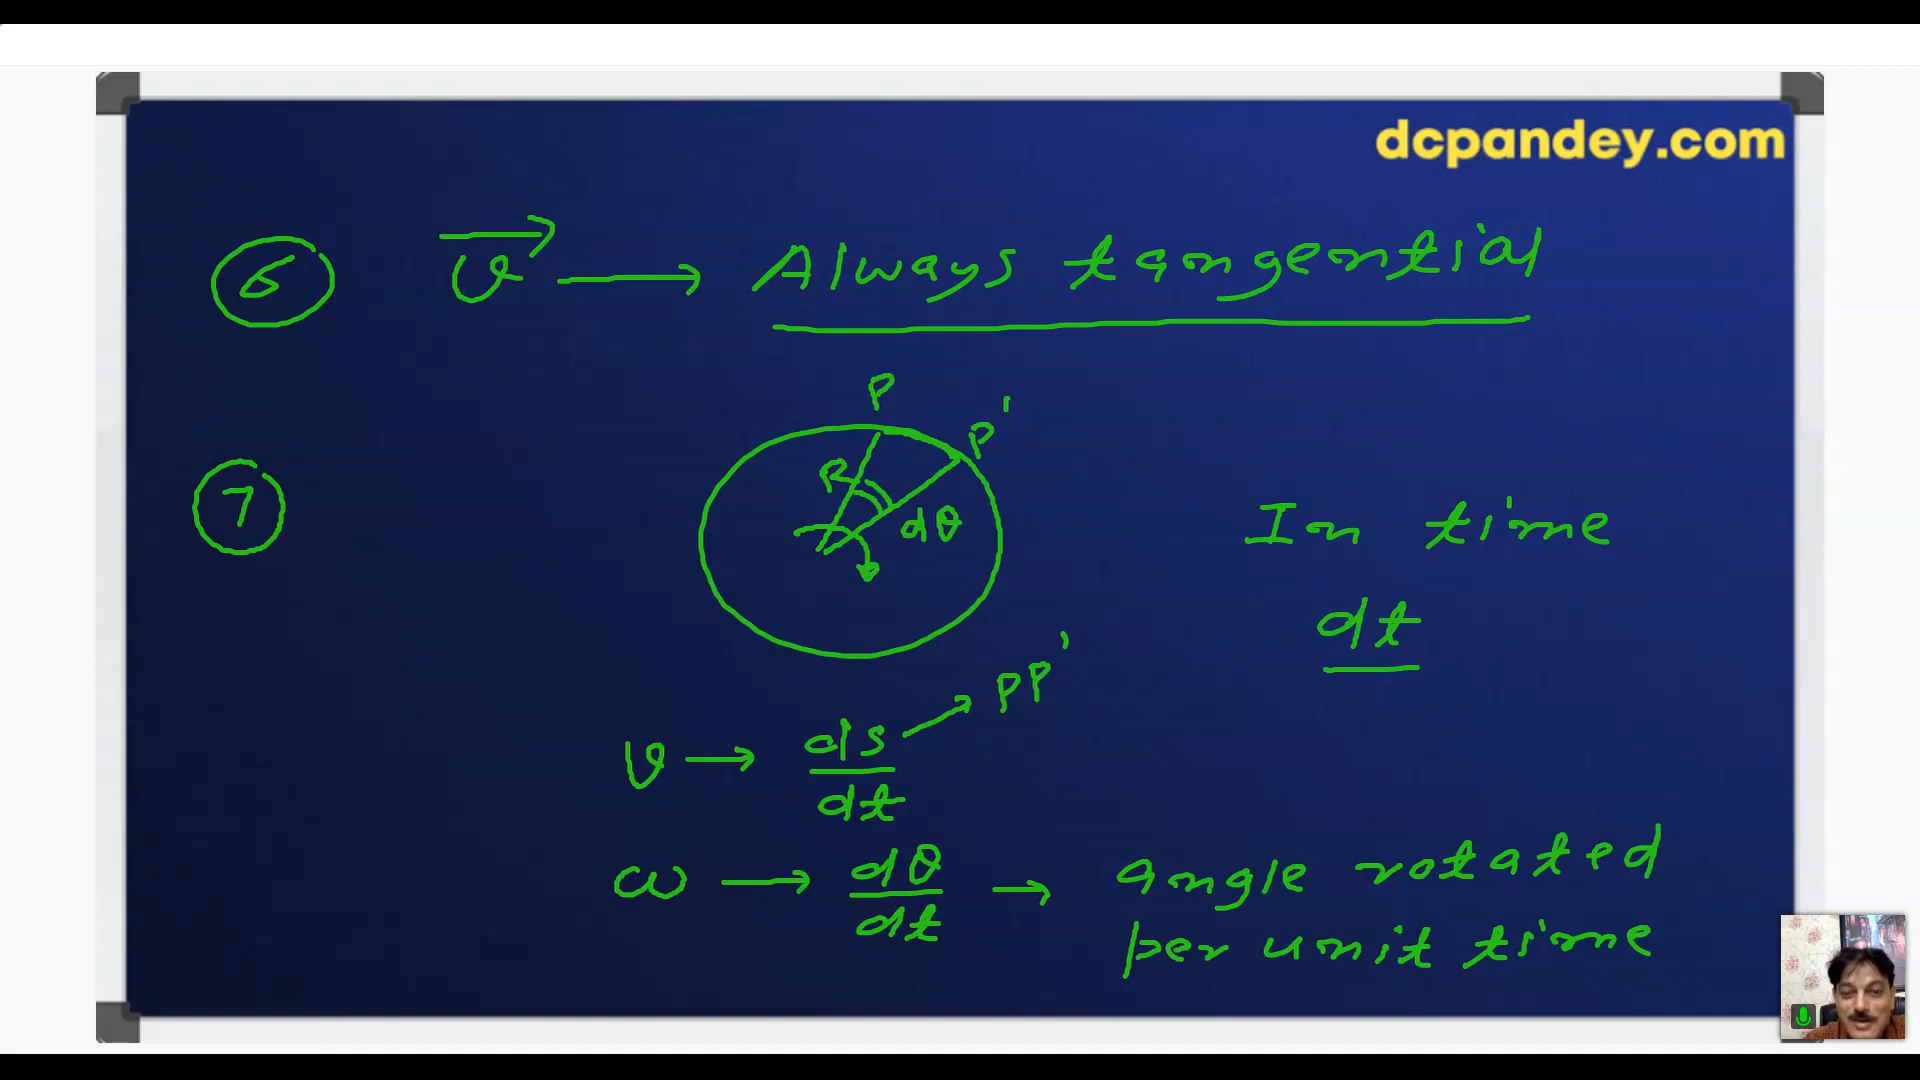 dcpandey.com
6 v → Always tangential
P
P'
7 R dθ In time
dt
v → ds/dt → PP'
ω → dθ/dt → angle rotated
per unit time